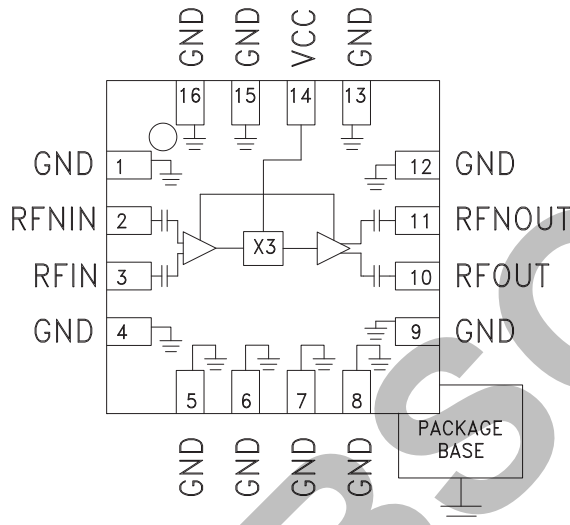 GND GND VCC GND
16 15 14 13
GND 1 12 GND
RFNIN 2 11 RFNOUT
X3
RFIN 3 10 RFOUT
GND 4 9 GND
5 6 7 8
GND GND GND GND
PACKAGE
BASE